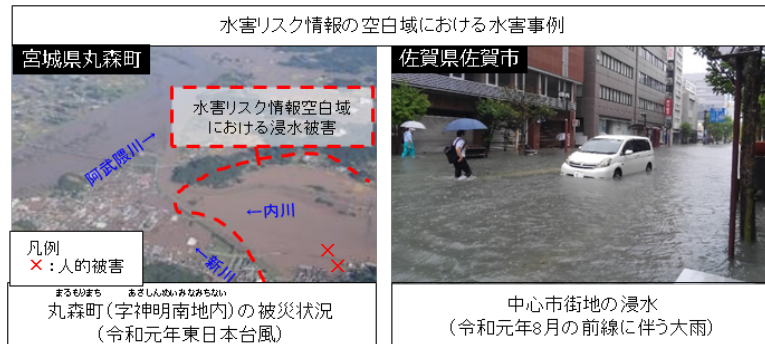 水害リスク情報の空白域における水害事例
宮城県丸森町
水害リスク情報空白域
における浸水被害
阿武隈川→
←内川
←新川
凡例
×：人的被害
まるもりまち あざしんめいみなみちない
丸森町(字神明南地内)の被災状況
(令和元年東日本台風)
佐賀県佐賀市
中心市街地の浸水
(令和元年8月の前線に伴う大雨)